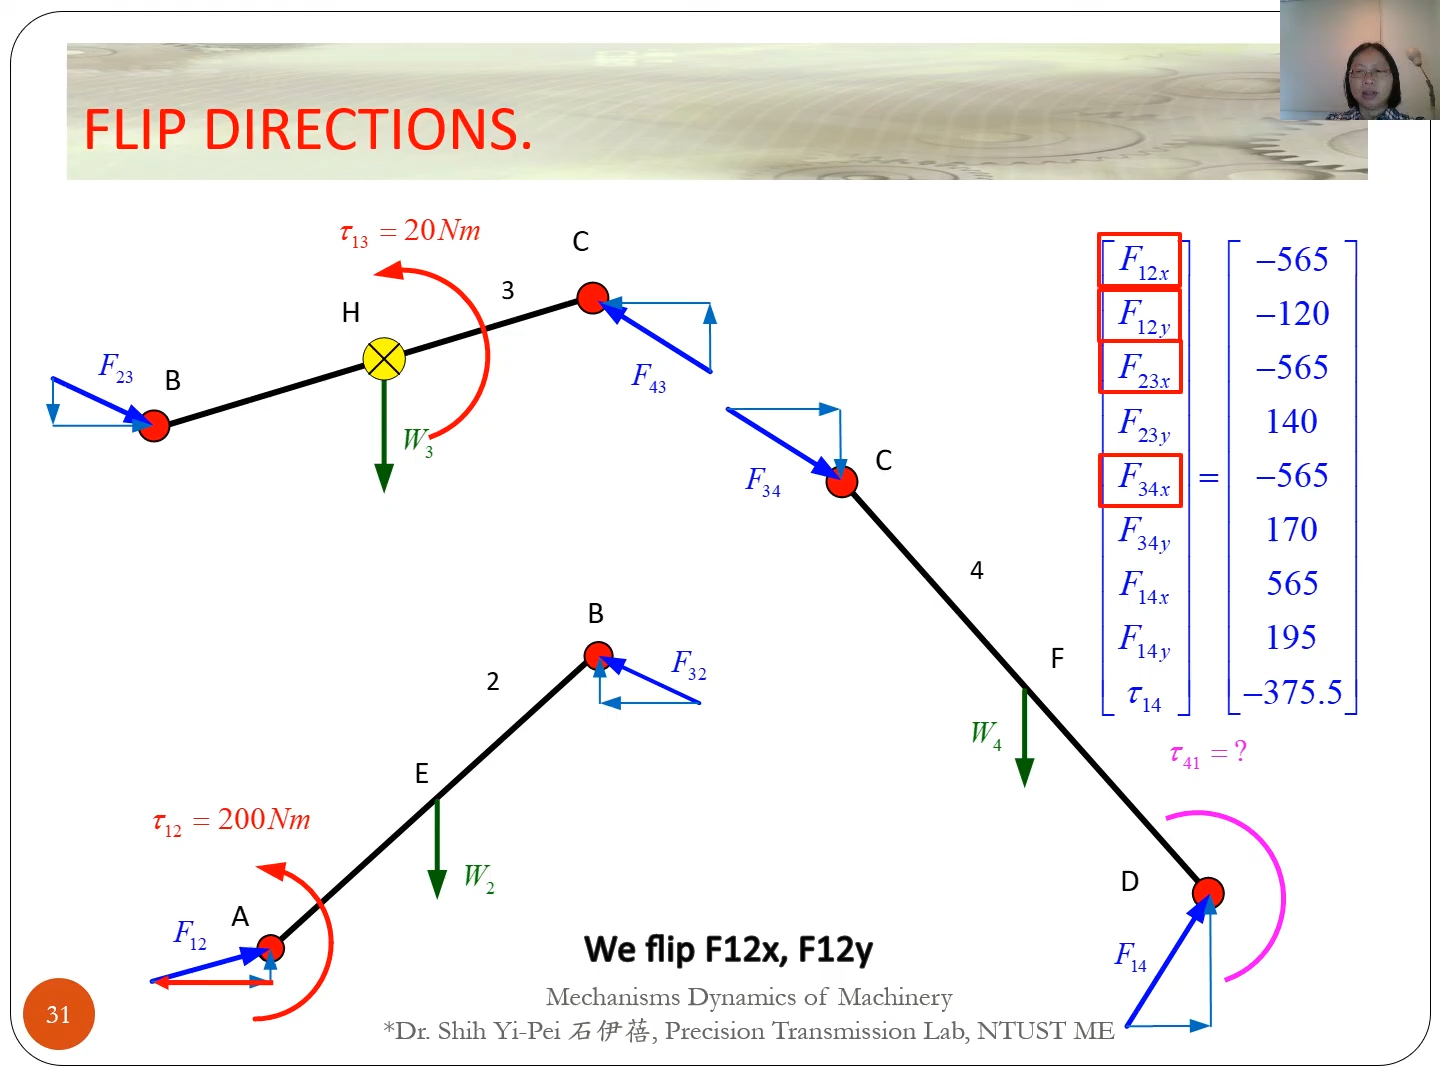 FLIP DIRECTIONS.
τ13 = 20Nm
C
3
H
F23
B
F43
W3
F34
C
4
F
W4
D
F14
B
F32
2
E
W2
τ12 = 200Nm
A
F12
F12x
F12y
F23x
F23y
F34x
F34y
F14x
F14y
τ14
=
−565
−120
−565
140
−565
170
565
195
−375.5
τ41 = ?
We flip F12x, F12y
Mechanisms Dynamics of Machinery
*Dr. Shih Yi-Pei 石伊蓓, Precision Transmission Lab, NTUST ME
31